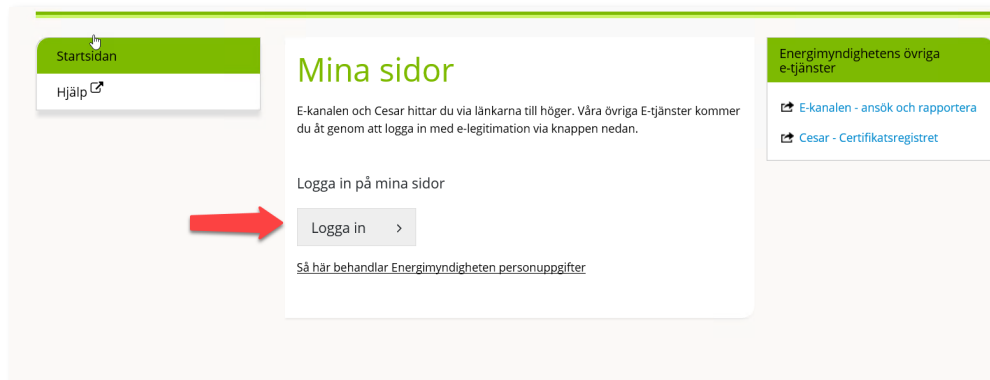 Startsidan
Hjälp
Mina sidor
E-kanalen och Cesar hittar du via länkarna till höger. Våra övriga E-tjänster kommer
du åt genom att logga in med e-legitimation via knappen nedan.
Logga in på mina sidor
Logga in
Så här behandlar Energimyndigheten personuppgifter
Energimyndighetens övriga
e-tjänster
E-kanalen - ansök och rapportera
Cesar - Certifikatsregistret